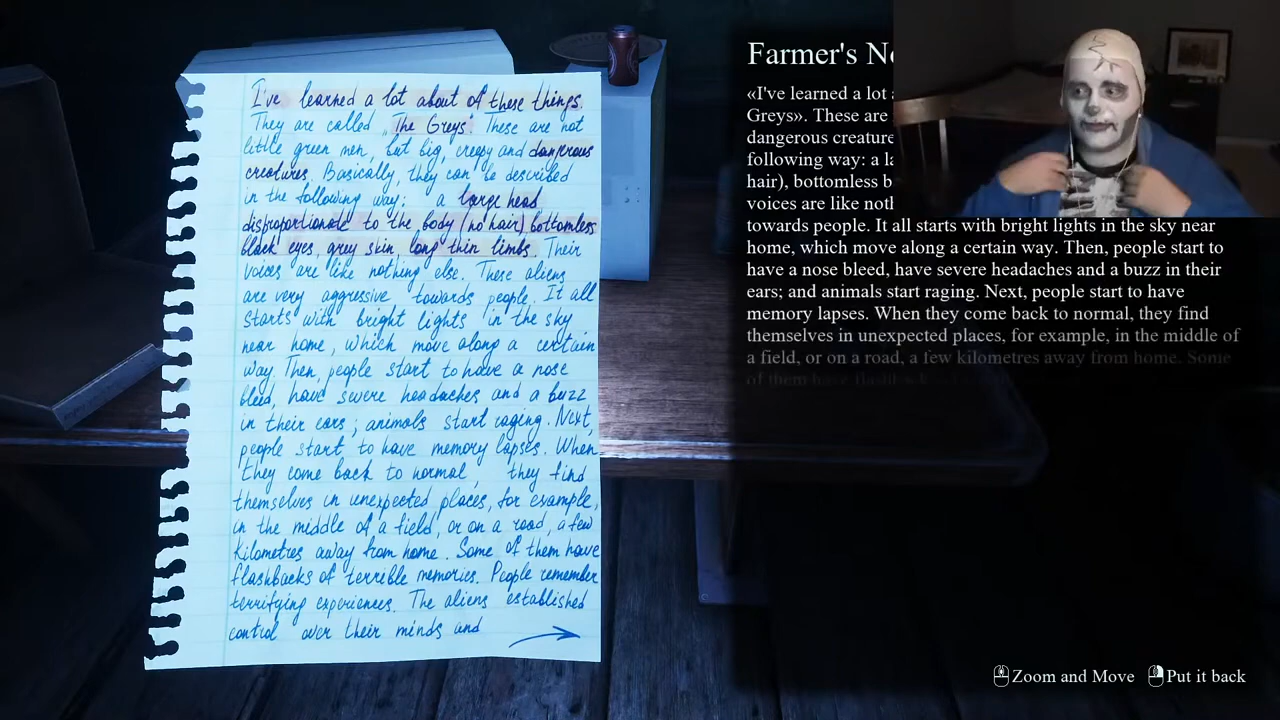 I've learned a lot about of these things.
They are called „The Greys". These are not
little green men, but big, creepy and dangerous
creatures. Basically, they can be described
in the following way: a large head
disproportionate to the body (no hair) bottomless
black eyes, grey skin, long thin limbs. Their
voices are like nothing else. These aliens
are very aggressive towards people. It all
starts with bright lights in the sky
near home, which move along a certain
way. Then, people start to have a nose
bleed, have severe headaches and a buzz
in their ears; animals start raging. Next,
people start to have memory lapses. When
they come back to normal, they find
themselves in unexpected places, for example,
in the middle of a field, or on a road, a few
kilometres away from home. Some of them have
flashbacks of terrible memories. People remember
terrifying experiences. The aliens established
control over their minds and
Farmer's
«I've learned a lot
Greys». These are
dangerous creature
following way: a
hair), bottomless
voices are like
towards people. It all starts with bright lights in the sky near
home, which move along a certain way. Then, people start to
have a nose bleed, have severe headaches and a buzz in their
ears; and animals start raging. Next, people start to have
memory lapses. When they come back to normal, they find
themselves in unexpected places, for example, in the middle of
a field, or on a road, a few kilometres away from home. Some
of them have
Zoom and Move
Put it back